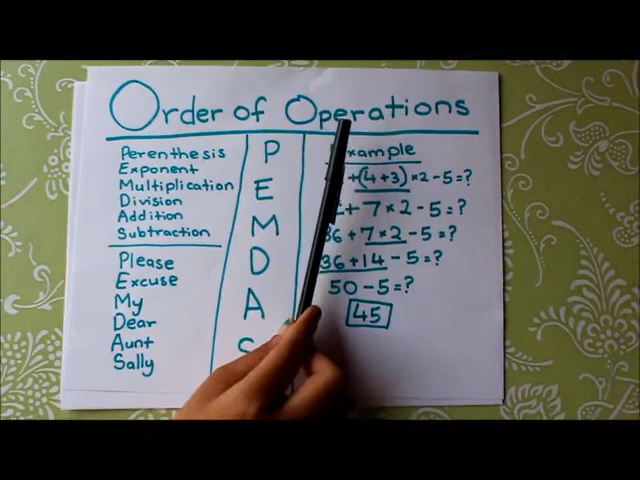 Order of Operations
Perenthesis
Exponent
Multiplication
Division
Addition
Subtraction
Please
Excuse
My
Dear
Aunt
Sally
P
E
M
D
A
S
Example
+(4+3)×2-5=?
+ 7×2-5=?
36+7×2-5=?
36+14-5=?
50-5=?
45